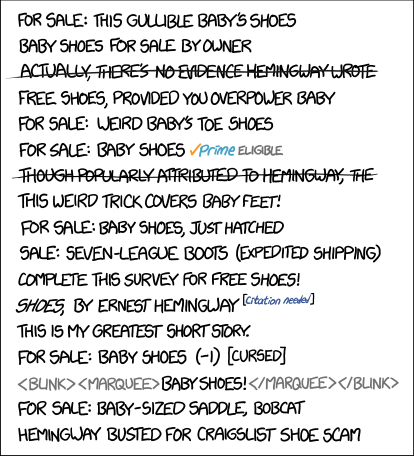 FOR SALE: THIS GULLIBLE BABY'S SHOES
BABY SHOES FOR SALE BY OWNER
ACTUALLY, THERE'S NO EVIDENCE HEMINGWAY WROTE
FREE SHOES, PROVIDED YOU OVERPOWER BABY
FOR SALE: WEIRD BABY'S TOE SHOES
FOR SALE: BABY SHOES ✓Prime ELIGIBLE
THOUGH POPULARLY ATTRIBUTED TO HEMINGWAY, THE
THIS WEIRD TRICK COVERS BABY FEET!
FOR SALE: BABY SHOES, JUST HATCHED
SALE: SEVEN-LEAGUE BOOTS (EXPEDITED SHIPPING)
COMPLETE THIS SURVEY FOR FREE SHOES!
SHOES, BY ERNEST HEMINGWAY [citation needed]
THIS IS MY GREATEST SHORT STORY.
FOR SALE: BABY SHOES (-1) [CURSED]
<BLINK><MARQUEE>BABY SHOES!</MARQUEE></BLINK>
FOR SALE: BABY-SIZED SADDLE, BOBCAT
HEMINGWAY BUSTED FOR CRAIGSLIST SHOE SCAM